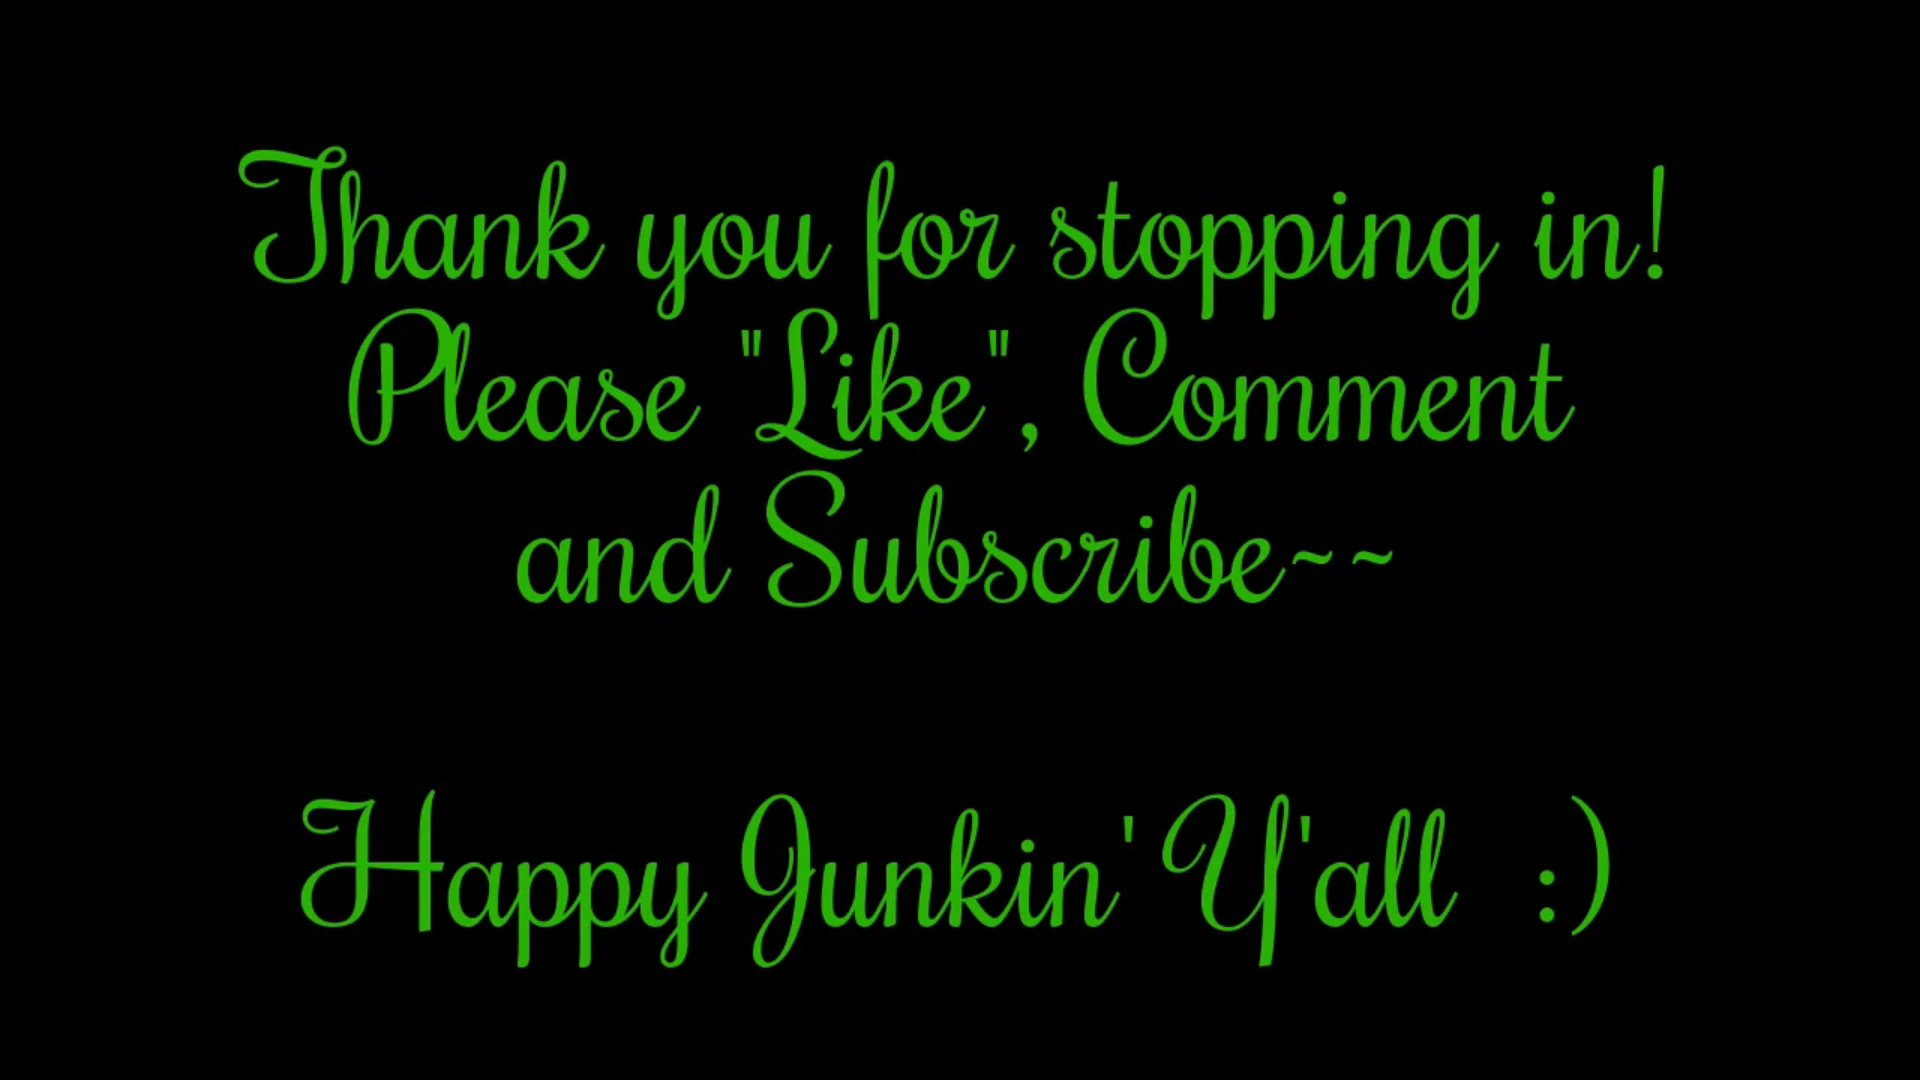 Thank you for stopping in!
Please "Like", Comment
and Subscribe~~
Happy Junkin' Y'all :)